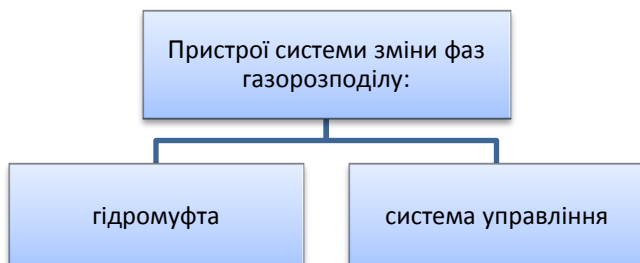 Пристрої системи зміни фаз
газорозподілу:
гідромуфта
система управління